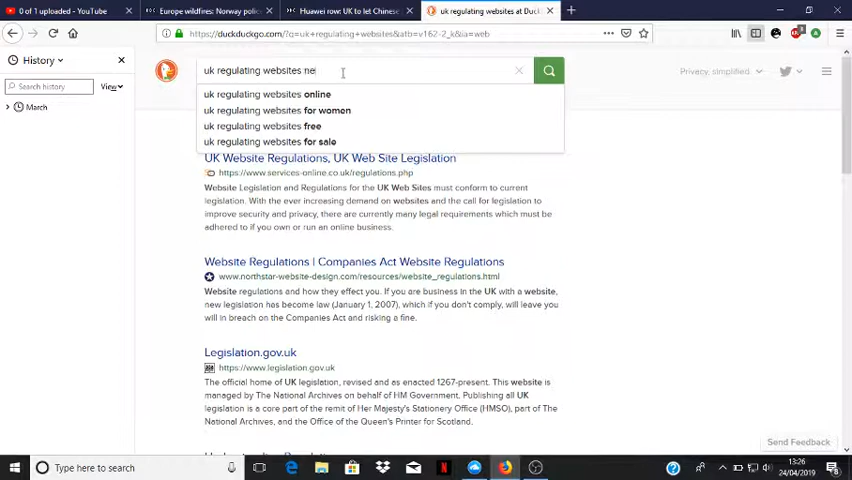 0 of 1 uploaded - YouTube
Europe wildfires: Norway polic
Huawei row: UK to let Chinese
uk regulating websites at Duck
https://duckduckgo.com/?q=uk+regulating+websites&atb=v162-2_k&ia=web
History
Search history
View
March
uk regulating websites ne
Privacy, simplified.
uk regulating websites online
uk regulating websites for women
uk regulating websites free
uk regulating websites for sale
UK Website Regulations, UK Web Site Legislation
https://www.services-online.co.uk/regulations.php
Website Legislation and Regulations for the UK Web Sites must conform to current
legislation. With the ever increasing demand on websites and the call for legislation to
improve security and privacy, there are currently many legal requirements which must be
adhered to if you own or run an online business.
Website Regulations | Companies Act Website Regulations
www.northstar-website-design.com/resources/website_regulations.html
Website regulations and how they effect you. If you are business in the UK with a website,
new legislation has become law (January 1, 2007), which if you don't comply, will leave you
will in breach on the Companies Act and risking a fine.
Legislation.gov.uk
https://www.legislation.gov.uk
The official home of UK legislation, revised and as enacted 1267-present. This website is
managed by The National Archives on behalf of HM Government. Publishing all UK
legislation is a core part of the remit of Her Majesty's Stationery Office (HMSO), part of The
National Archives, and the Office of the Queen's Printer for Scotland.
Send Feedback
Type here to search
13:26
24/04/2019